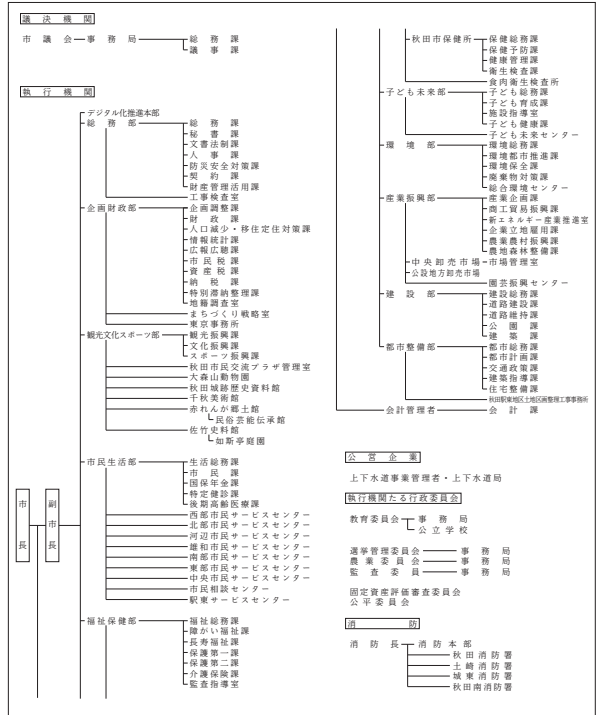 議決機関
市議会 事務局 総務課
議事課
執行機関
デジタル化推進本部
総務部 総務課
秘書課
文書法制課
人事課
防災安全対策課
契約課
財産管理活用課
工事検査室
企画財政部 企画調整課
財政課
人口減少・移住定住対策課
情報統計課
広報広聴課
市民税課
資産税課
納税課
特別滞納整理課
地籍調査室
まちづくり戦略室
東京事務所
観光文化スポーツ部 観光振興課
文化振興課
スポーツ振興課
秋田市民交流プラザ管理室
大森山動物園
秋田城跡歴史資料館
千秋美術館
赤れんが郷土館
民俗芸能伝承館
佐竹史料館
如斯亭庭園
市民生活部 生活総務課
市民課
国保年金課
特定健診課
後期高齢医療課
西部市民サービスセンター
北部市民サービスセンター
河辺市民サービスセンター
雄和市民サービスセンター
南部市民サービスセンター
東部市民サービスセンター
中央市民サービスセンター
市民相談センター
駅東サービスセンター
市長
副市長
福祉保健部 福祉総務課
障がい福祉課
長寿福祉課
保護第一課
保護第二課
介護保険課
監査指導室
秋田市保健所 保健総務課
保健予防課
健康管理課
衛生検査課
食肉衛生検査所
子ども未来部 子ども総務課
子ども育成課
施設指導室
子ども健康課
子ども未来センター
環境部 環境総務課
環境都市推進課
環境保全課
廃棄物対策課
総合環境センター
産業振興部 産業企画課
商工貿易振興課
新エネルギー産業推進室
企業立地雇用課
農業農村振興課
農地森林整備課
中央卸売市場 市場管理室
公設地方卸売市場
園芸振興センター
建設部 建設総務課
道路建設課
道路維持課
公園課
建築課
都市整備部 都市総務課
都市計画課
交通政策課
建築指導課
住宅整備課
秋田駅東地区土地区画整理工事事務所
会計管理者 会計課
公営企業
上下水道事業管理者・上下水道局
執行機関たる行政委員会
教育委員会 事務局
公立学校
選挙管理委員会 事務局
農業委員会 事務局
監査委員 事務局
固定資産評価審査委員会
公平委員会
消防
消防長 消防本部
秋田消防署
土崎消防署
城東消防署
秋田南消防署